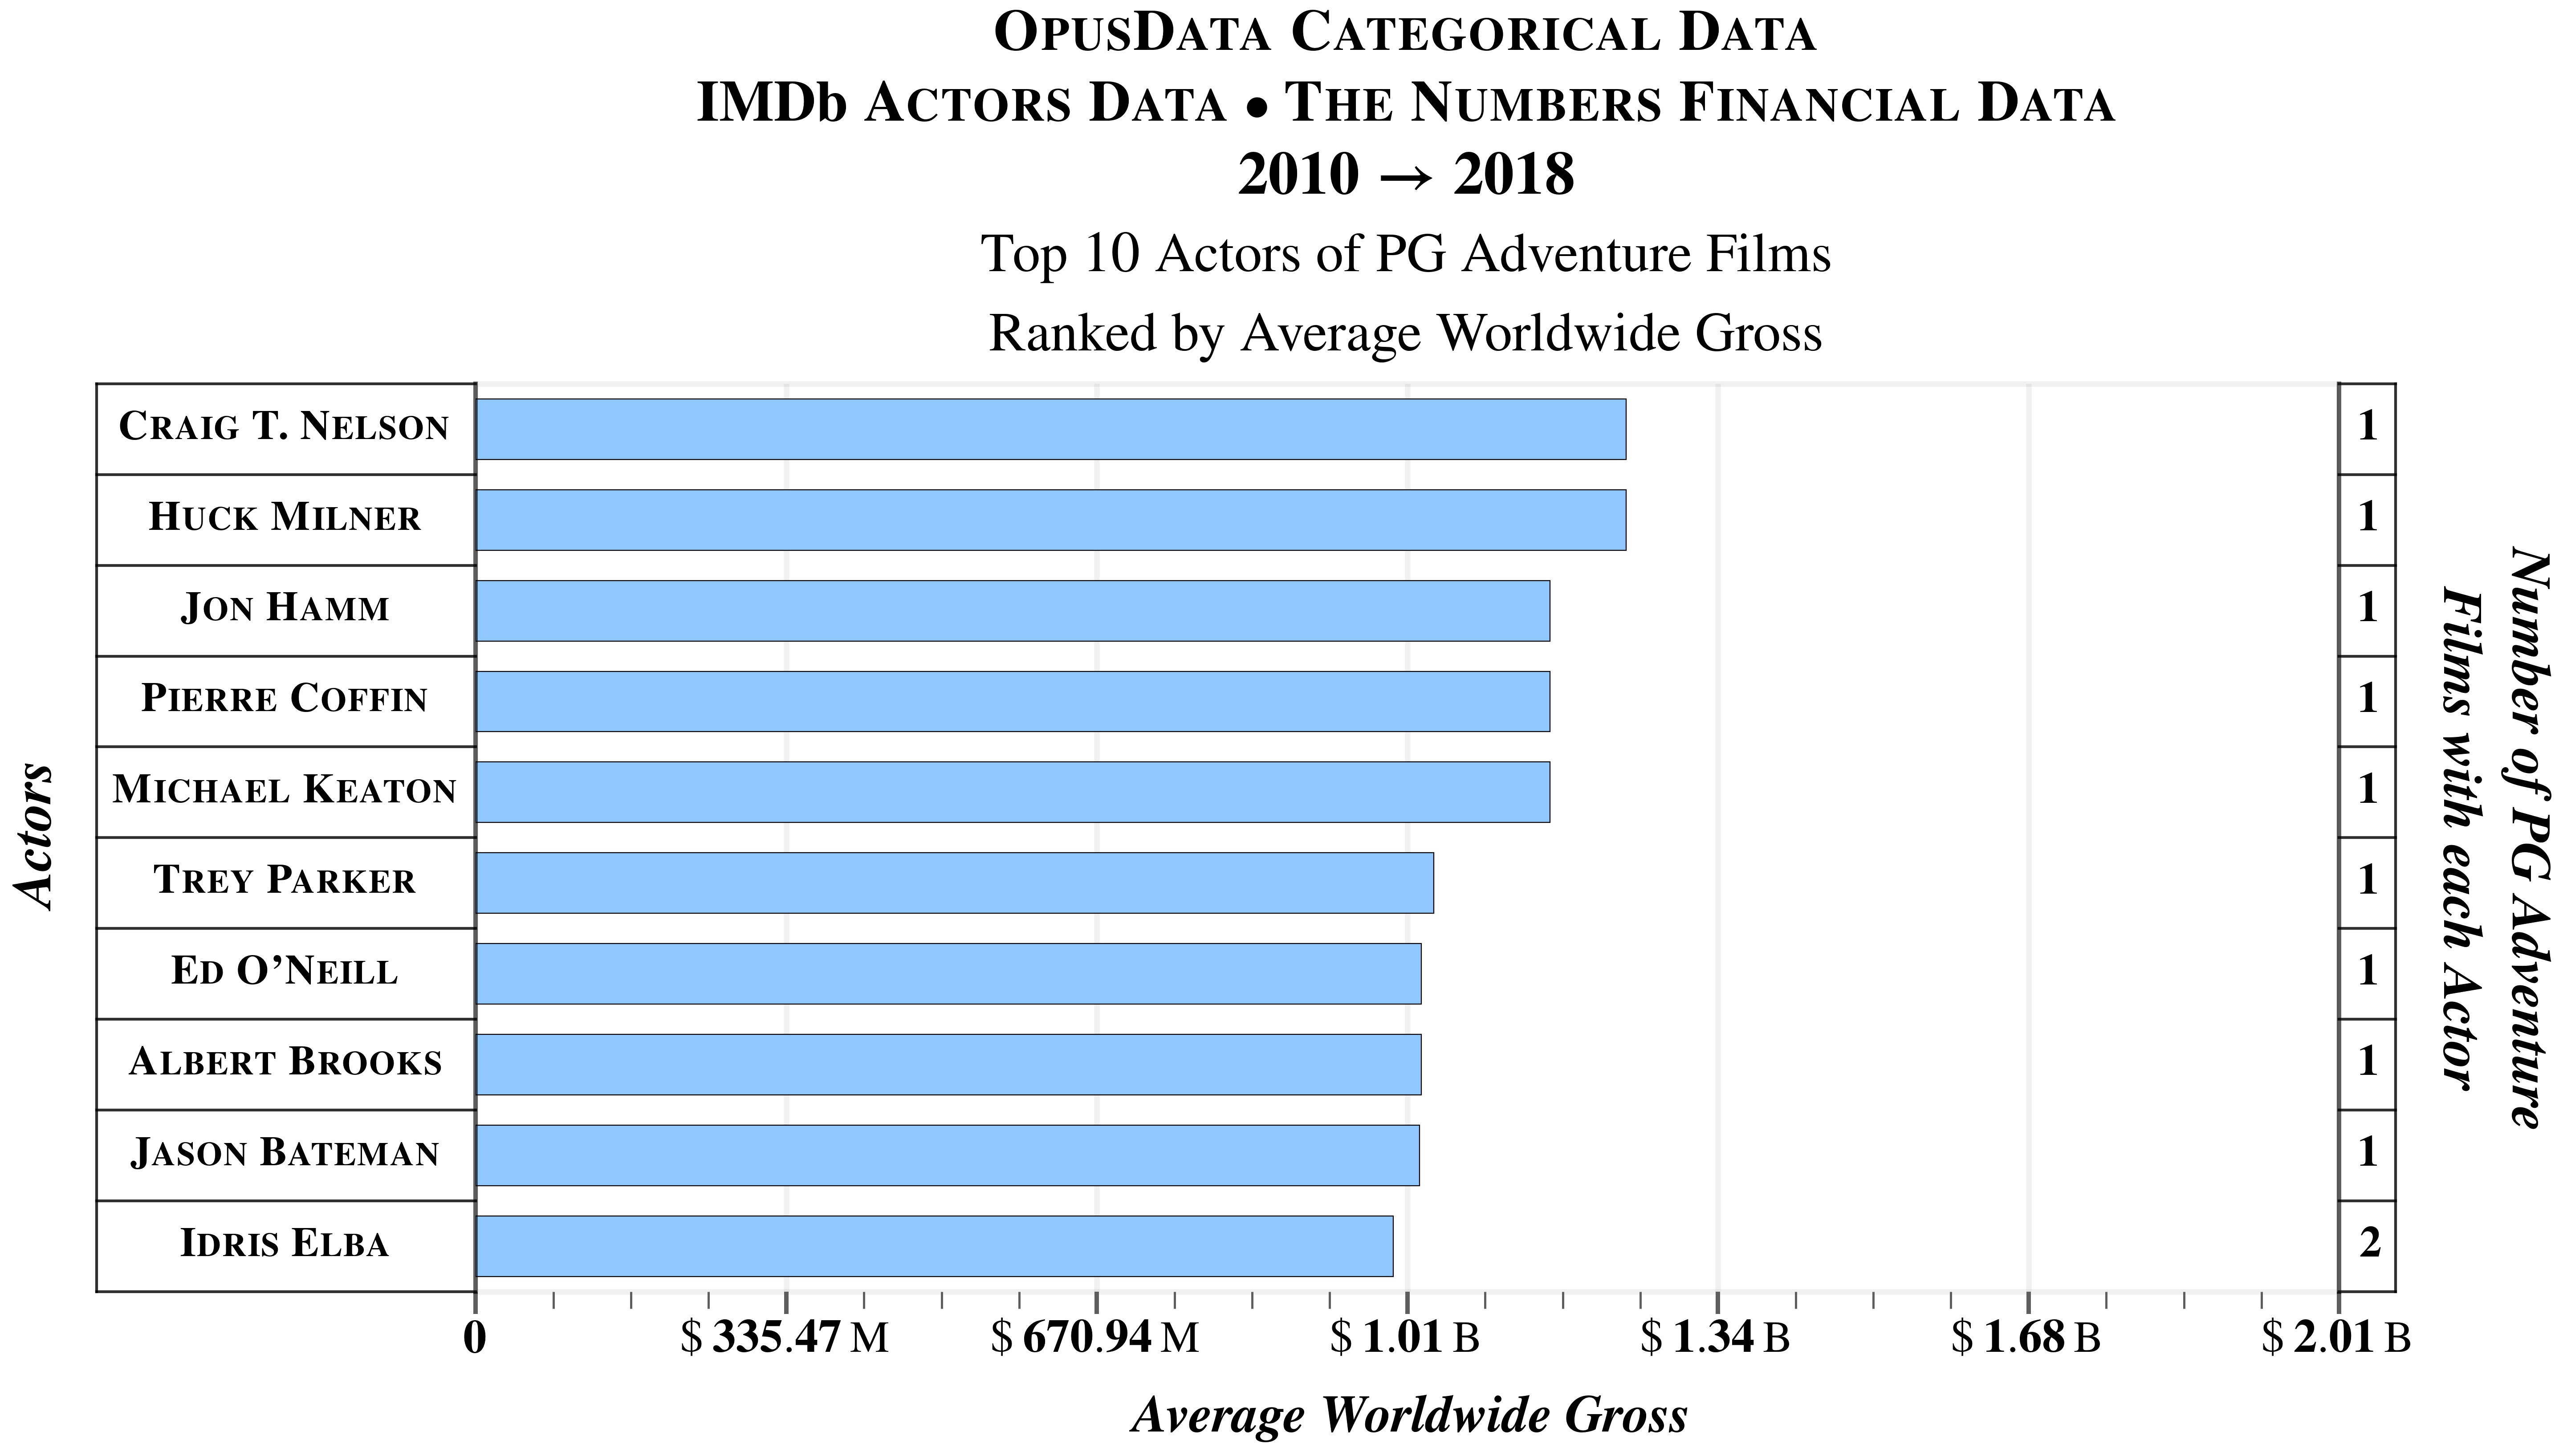 OpusData Categorical Data
IMDb Actors Data • The Numbers Financial Data
2010 → 2018
Top 10 Actors of PG Adventure Films
Ranked by Average Worldwide Gross
Actors
Craig T. Nelson 1
Huck Milner 1
Jon Hamm 1
Pierre Coffin 1
Michael Keaton 1
Trey Parker 1
Ed O’Neill 1
Albert Brooks 1
Jason Bateman 1
Idris Elba 2
Number of PG Adventure
Films with each Actor
0 $ 335.47 M $ 670.94 M $ 1.01 B $ 1.34 B $ 1.68 B $ 2.01 B
Average Worldwide Gross